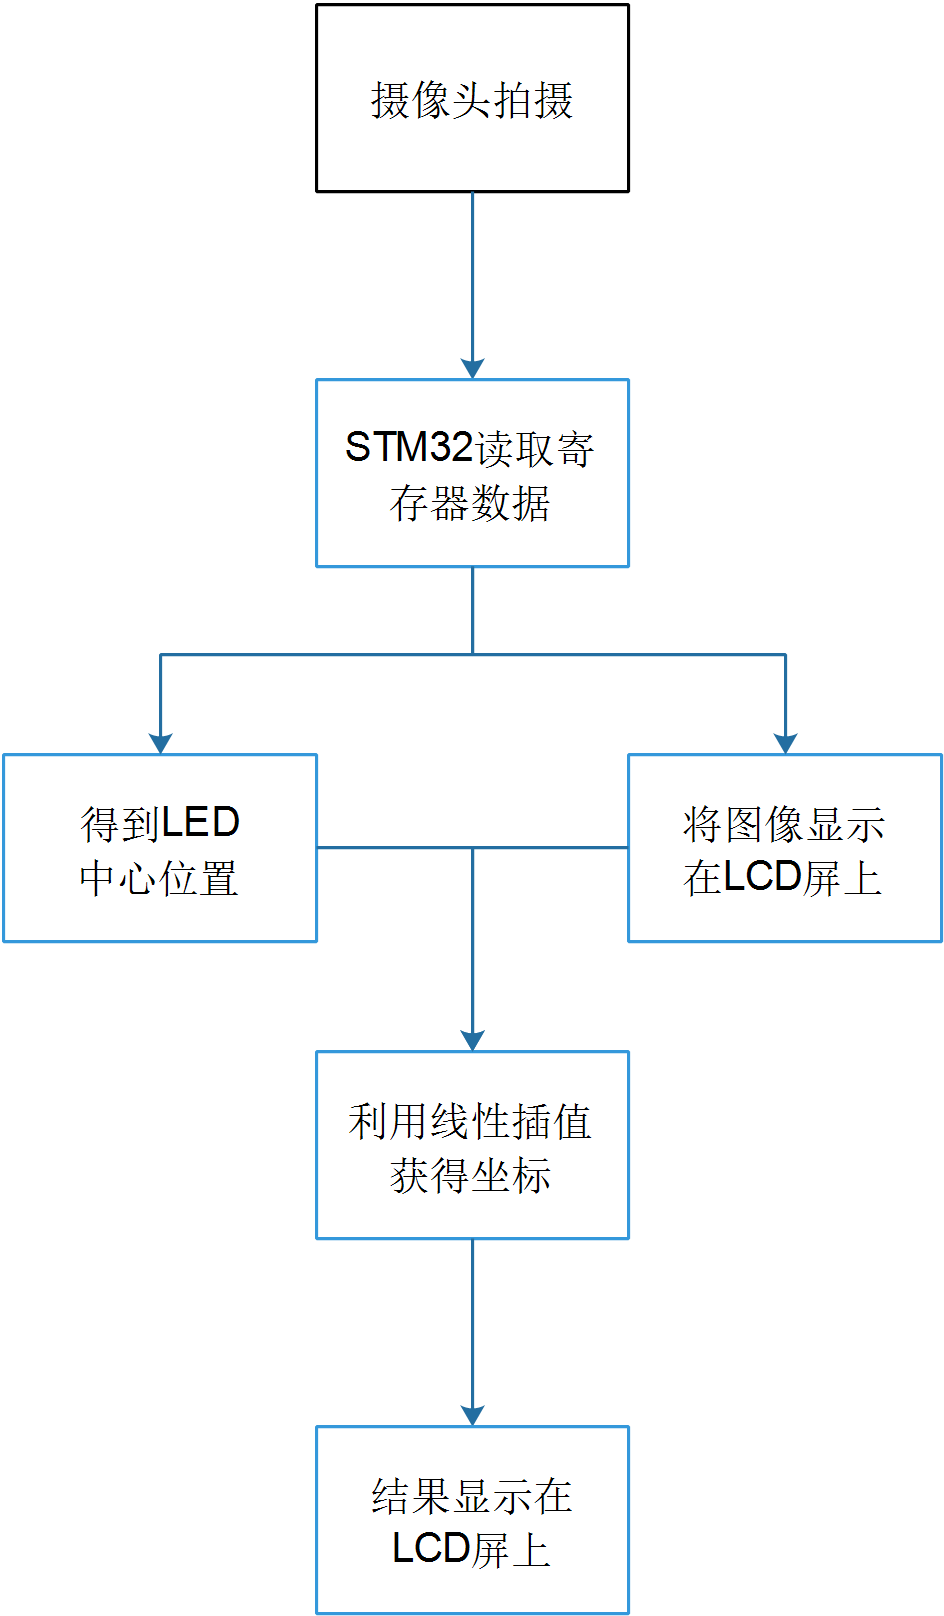 摄像头拍摄
STM32读取寄
存器数据
得到LED
中心位置
将图像显示
在LCD屏上
利用线性插值
获得坐标
结果显示在
LCD屏上